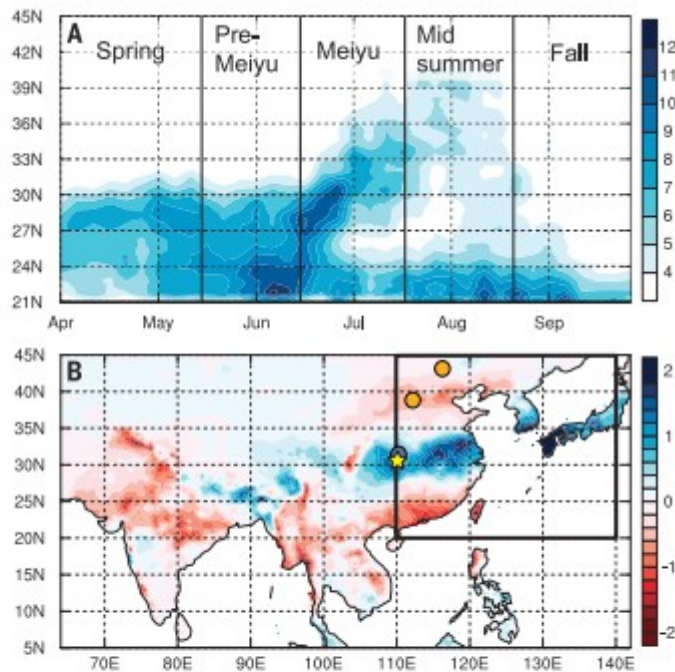 45N
42N
39N
36N
33N
30N
27N
24N
21N
A
Spring
Pre-
Meiyu
Meiyu
Mid
summer
Fall
Apr May Jun Jul Aug Sep
12
11
10
9
8
7
6
5
4
B
45N
40N
35N
30N
25N
20N
15N
10N
5N
70E 80E 90E 100E 110E 120E 130E 140E
2
1
0
-1
-2